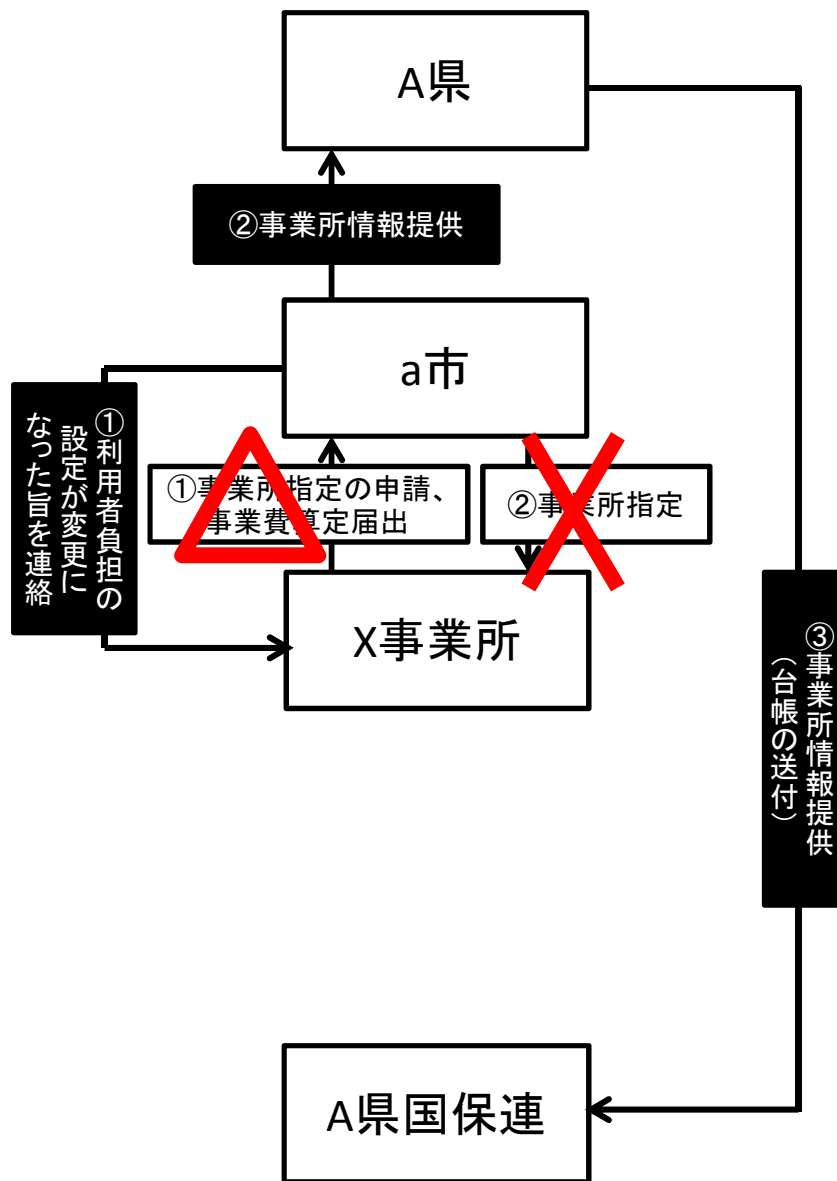 A県
②事業所情報提供
a市
①利用者負担の
設定が変更に
なった旨を連絡
①事業所指定の申請、
事業費算定届出
②事業所指定
X事業所
③事業所情報提供
（台帳の送付）
A県国保連